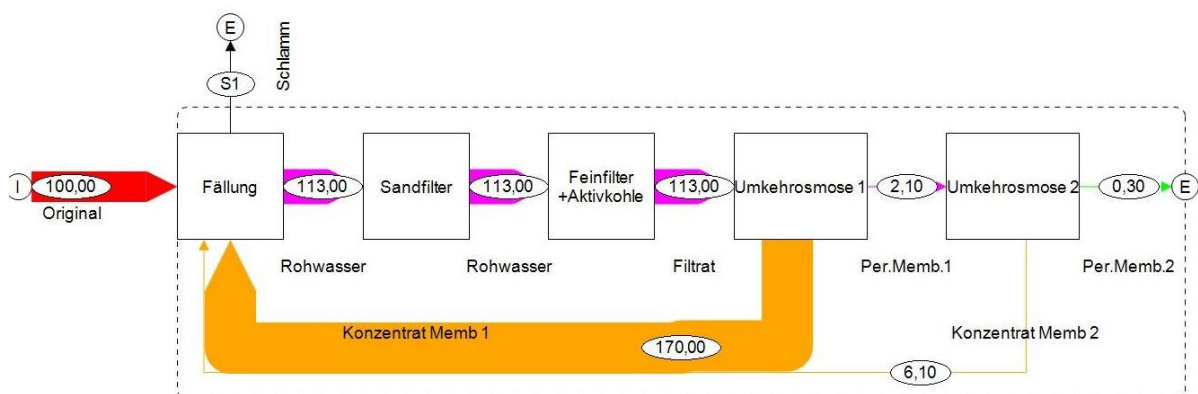 E
S1
Schlamm
I
100,00
Original
Fällung
113,00
Rohwasser
Sandfilter
113,00
Rohwasser
Feinfilter
+Aktivkohle
113,00
Filtrat
Umkehrosmose 1
2,10
Per.Memb.1
Umkehrosmose 2
0,30
E
Per.Memb.2
Konzentrat Memb 1
170,00
Konzentrat Memb 2
6,10